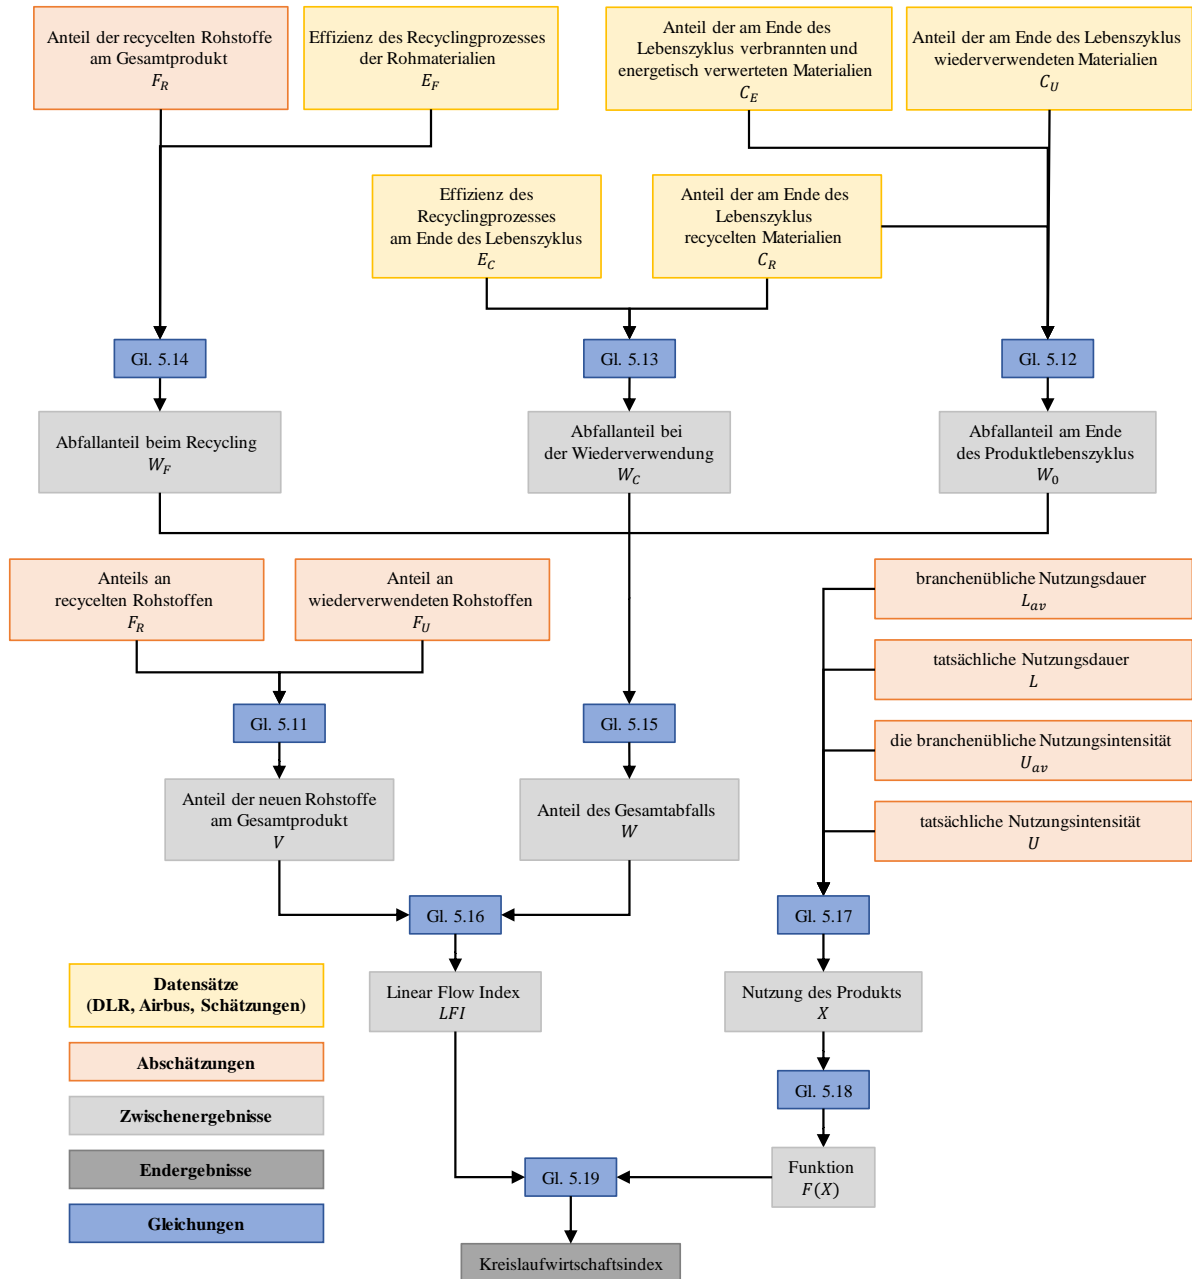 Anteil der recycelten Rohstoffe
am Gesamtprodukt
F_R
Effizienz des Recyclingprozesses
der Rohmaterialien
E_F
Anteil der am Ende des
Lebenszyklus verbrannten und
energetisch verwerteten Materialien
C_E
Anteil der am Ende des Lebenszyklus
wiederverwendeten Materialien
C_U
Effizienz des
Recyclingprozesses
am Ende des Lebenszyklus
E_C
Anteil der am Ende des
Lebenszyklus
recycelten Materialien
C_R
Gl. 5.14
Gl. 5.13
Gl. 5.12
Abfallanteil beim Recycling
W_F
Abfallanteil bei
der Wiederverwendung
W_C
Abfallanteil am Ende
des Produktlebenszyklus
W_0
Anteils an
recycelten Rohstoffen
F_R
Anteil an
wiederverwendeten Rohstoffen
F_U
branchenübliche Nutzungsdauer
L_av
tatsächliche Nutzungsdauer
L
die branchenübliche Nutzungsintensität
U_av
tatsächliche Nutzungsintensität
U
Gl. 5.11
Gl. 5.15
Anteil der neuen Rohstoffe
am Gesamtprodukt
V
Anteil des Gesamtabfalls
W
Gl. 5.16
Gl. 5.17
Linear Flow Index
LFI
Nutzung des Produkts
X
Gl. 5.18
Funktion
F(X)
Gl. 5.19
Kreislaufwirtschaftsindex
Datensätze
(DLR, Airbus, Schätzungen)
Abschätzungen
Zwischenergebnisse
Endergebnisse
Gleichungen